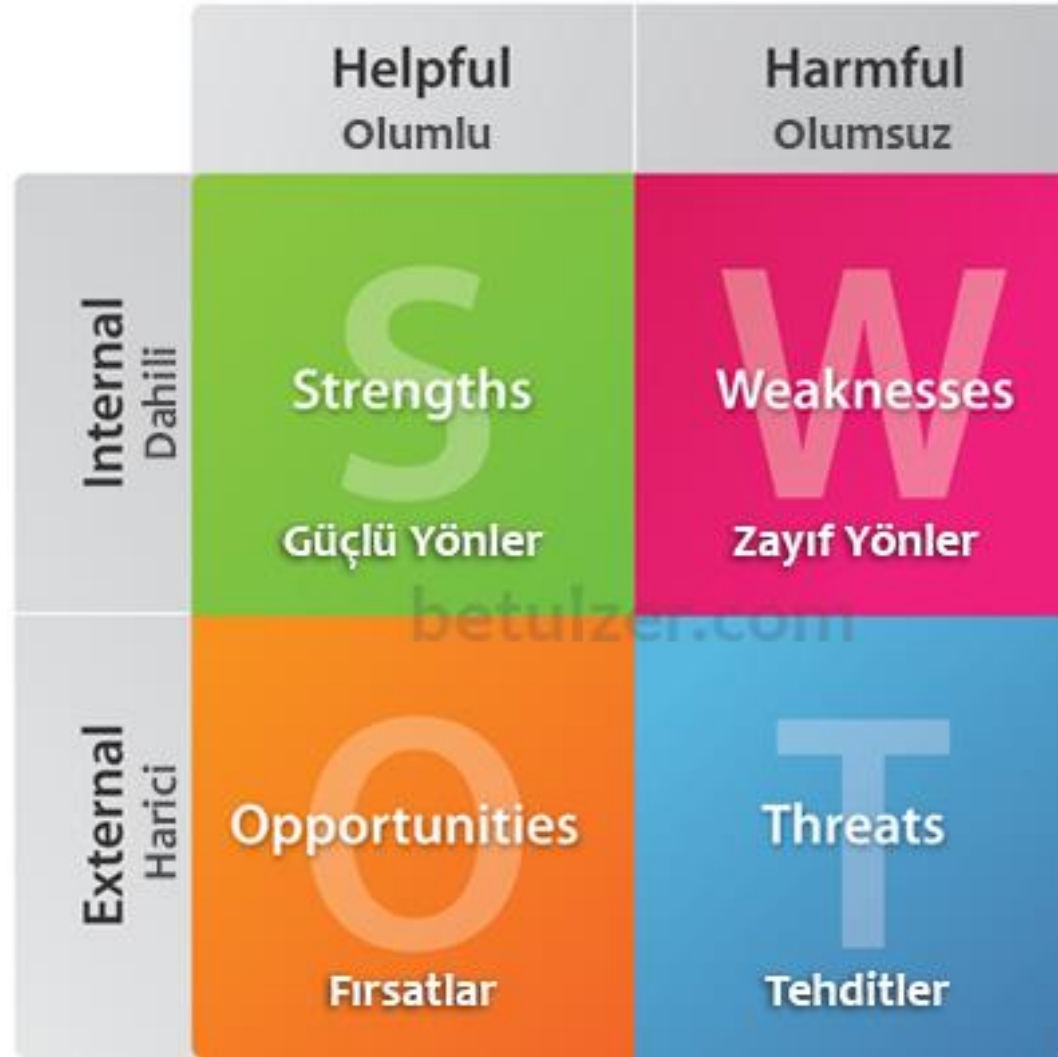 Helpful
Olumlu
Harmful
Olumsuz
Internal
Dahili
S
Strengths
Güçlü Yönler
W
Weaknesses
Zayıf Yönler
betulzer.com
External
Harici
O
Opportunities
Fırsatlar
T
Threats
Tehditler